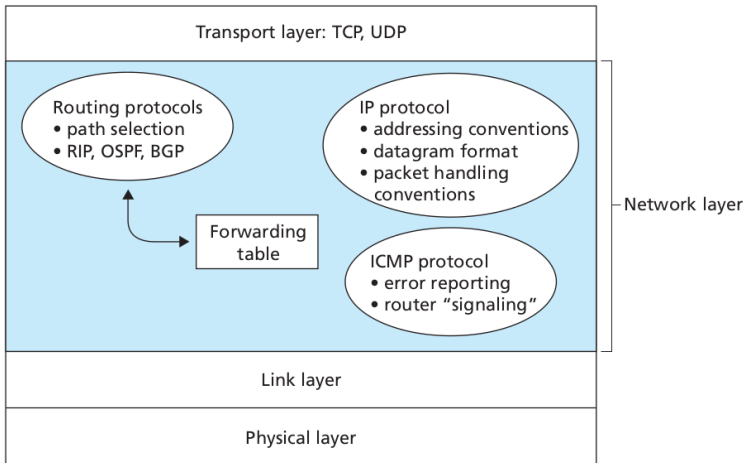 Transport layer: TCP, UDP
Routing protocols
• path selection
• RIP, OSPF, BGP
IP protocol
• addressing conventions
• datagram format
• packet handling
conventions
Network layer
Forwarding
table
ICMP protocol
• error reporting
• router “signaling”
Link layer
Physical layer